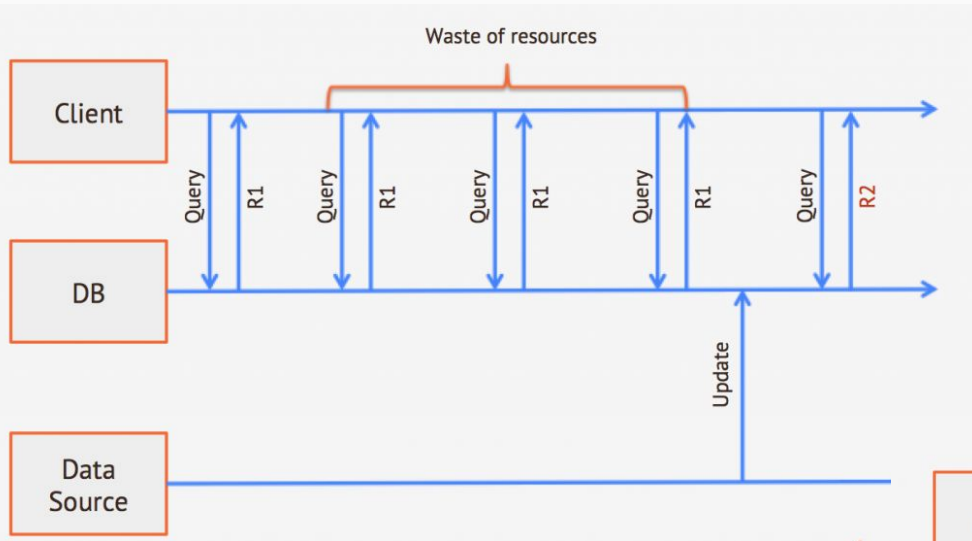 Waste of resources
Client
Query
R1
Query
R1
Query
R1
Query
R1
Query
R2
DB
Update
Data
Source